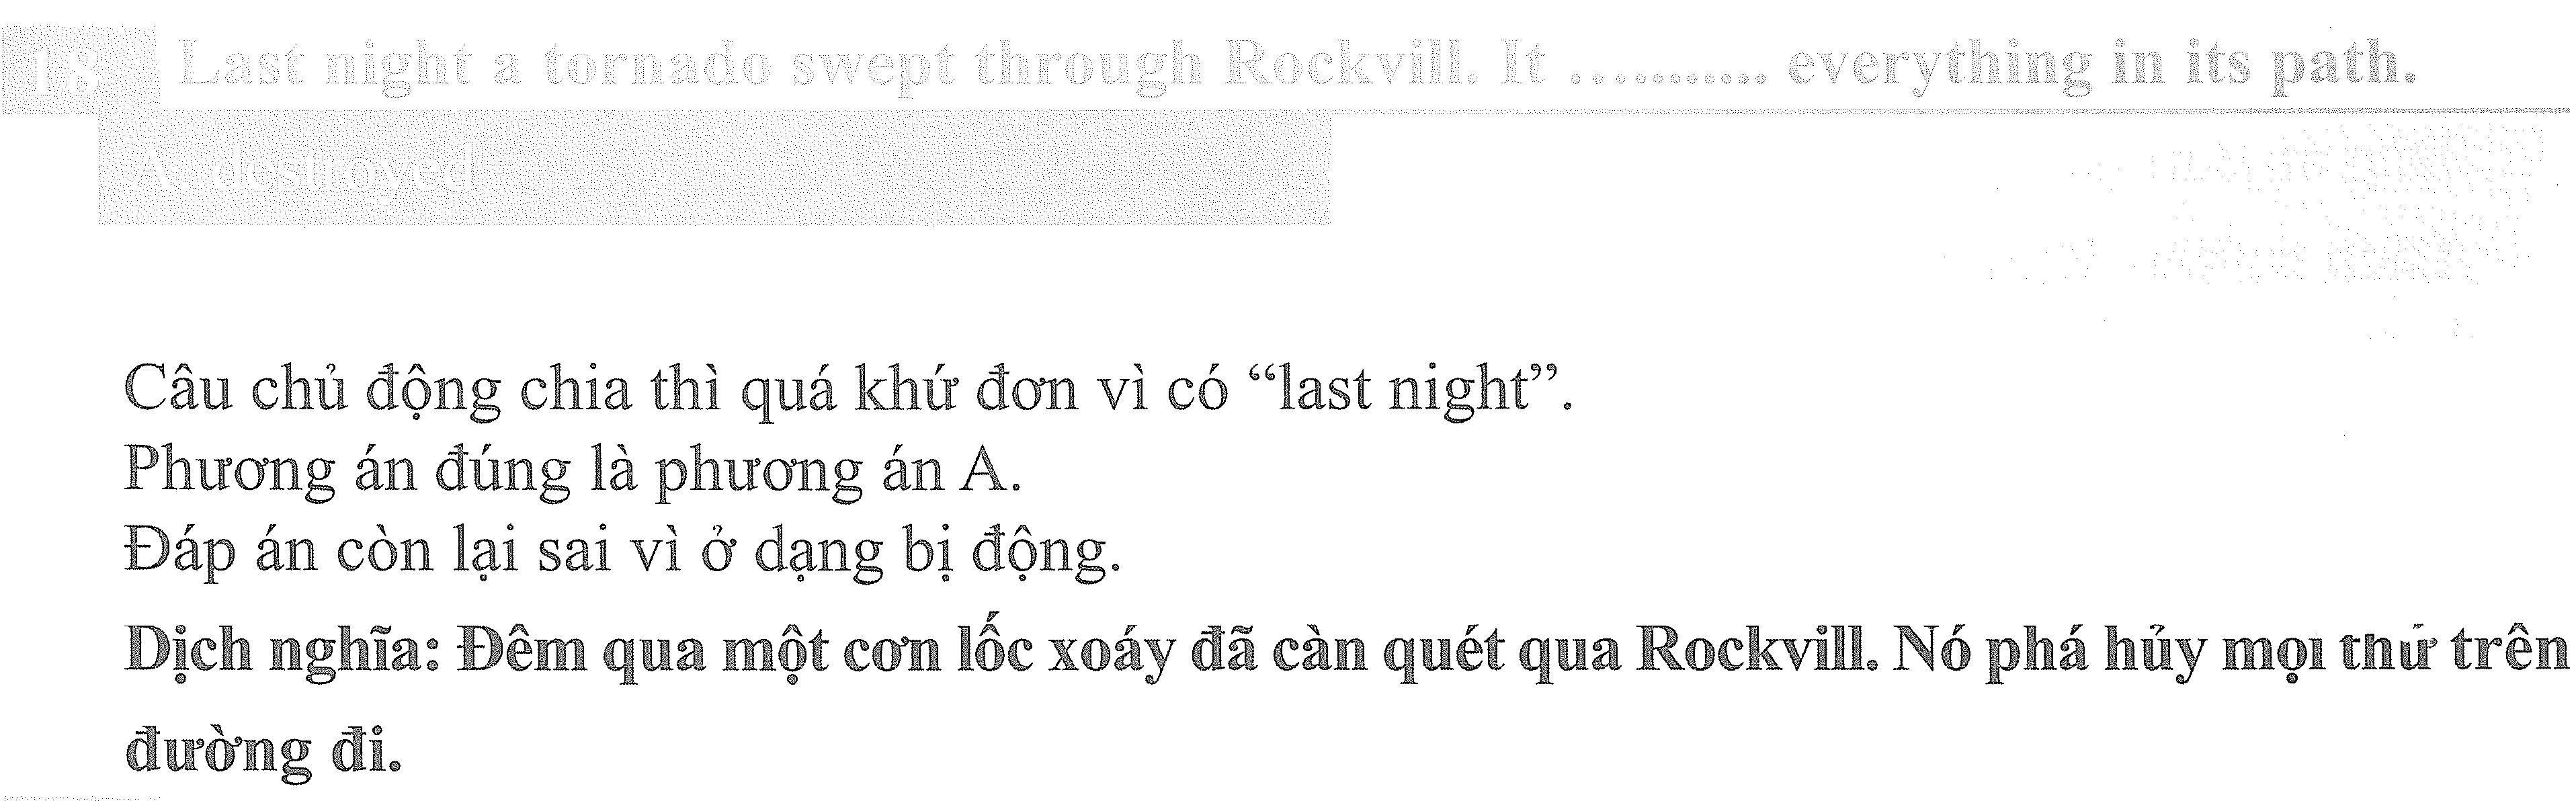 18 Last night a tornado swept through Rockvill. It ........... everything in its path.
A. destroyed
Câu chủ động chia thì quá khứ đơn vì có “last night”.
Phương án đúng là phương án A.
Đáp án còn lại sai vì ở dạng bị động.
Dịch nghĩa: Đêm qua một cơn lốc xoáy đã càn quét qua Rockvill. Nó phá hủy mọi thứ trên
đường đi.